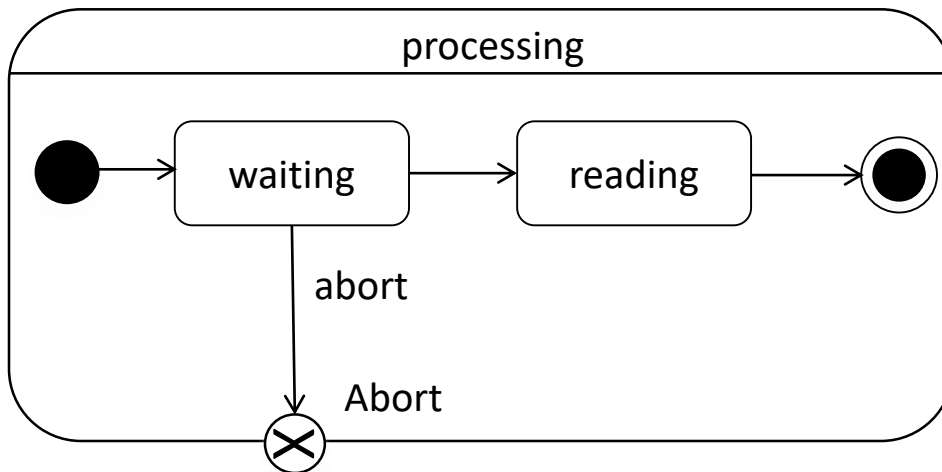 processing
waiting
reading
abort
Abort